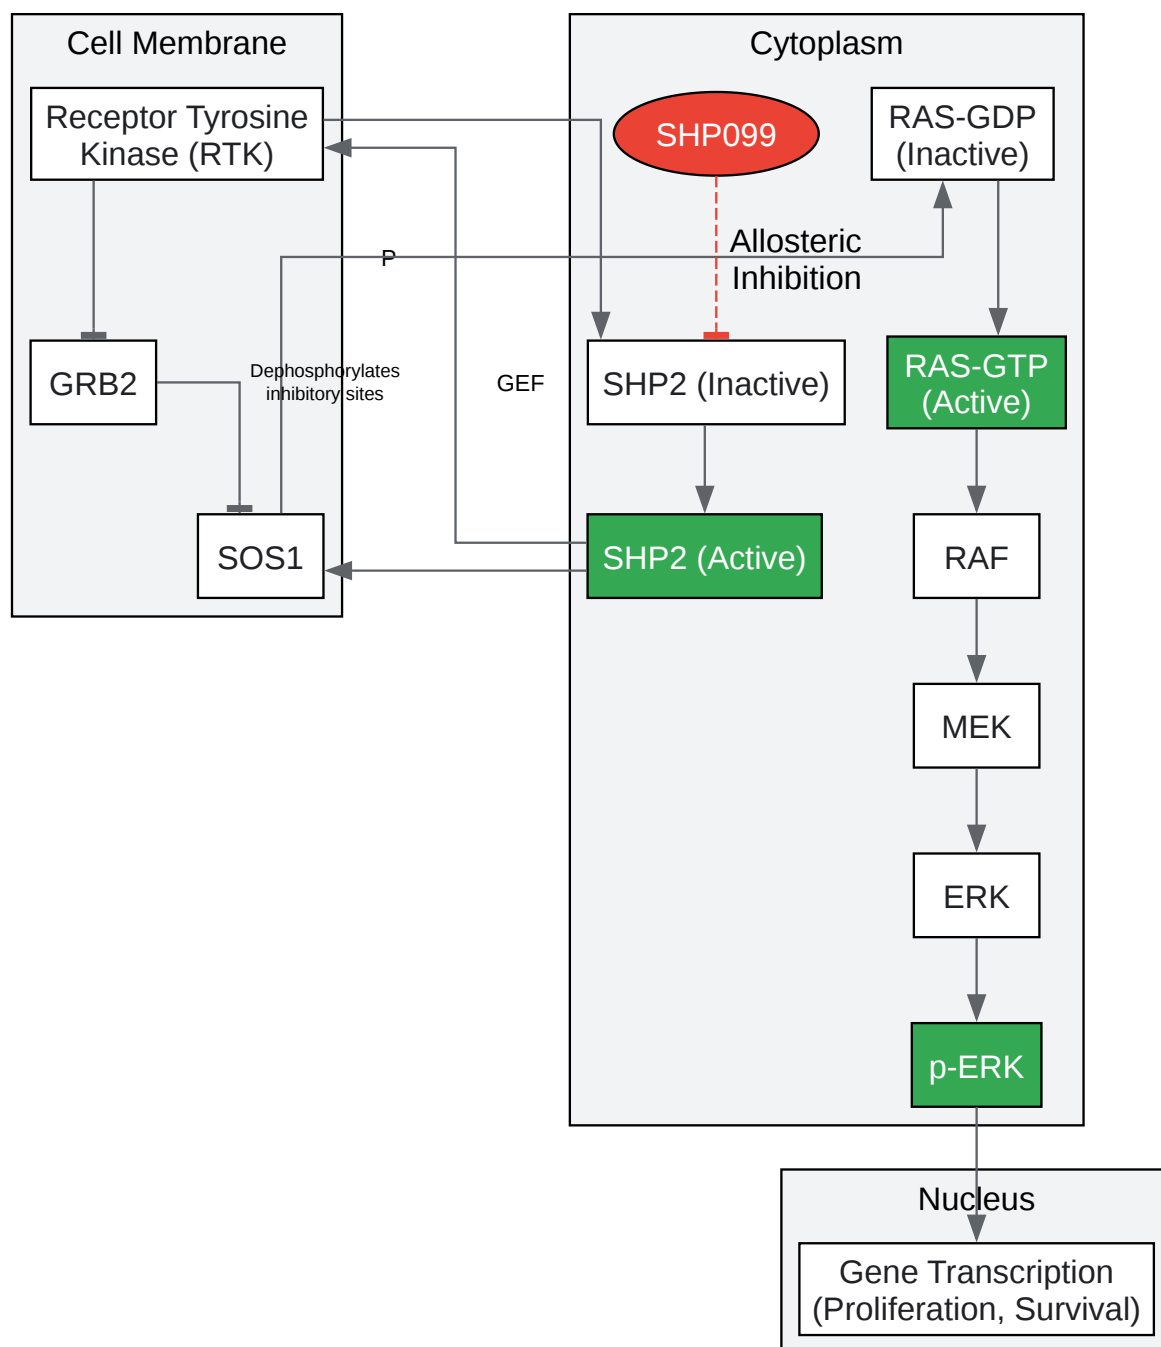 Cell Membrane
Receptor Tyrosine
Kinase (RTK)
GRB2
SOS1
P
Dephosphorylates
inhibitory sites
GEF
Cytoplasm
SHP099
Allosteric
Inhibition
SHP2 (Inactive)
SHP2 (Active)
RAS-GDP
(Inactive)
RAS-GTP
(Active)
RAF
MEK
ERK
p-ERK
Nucleus
Gene Transcription
(Proliferation, Survival)